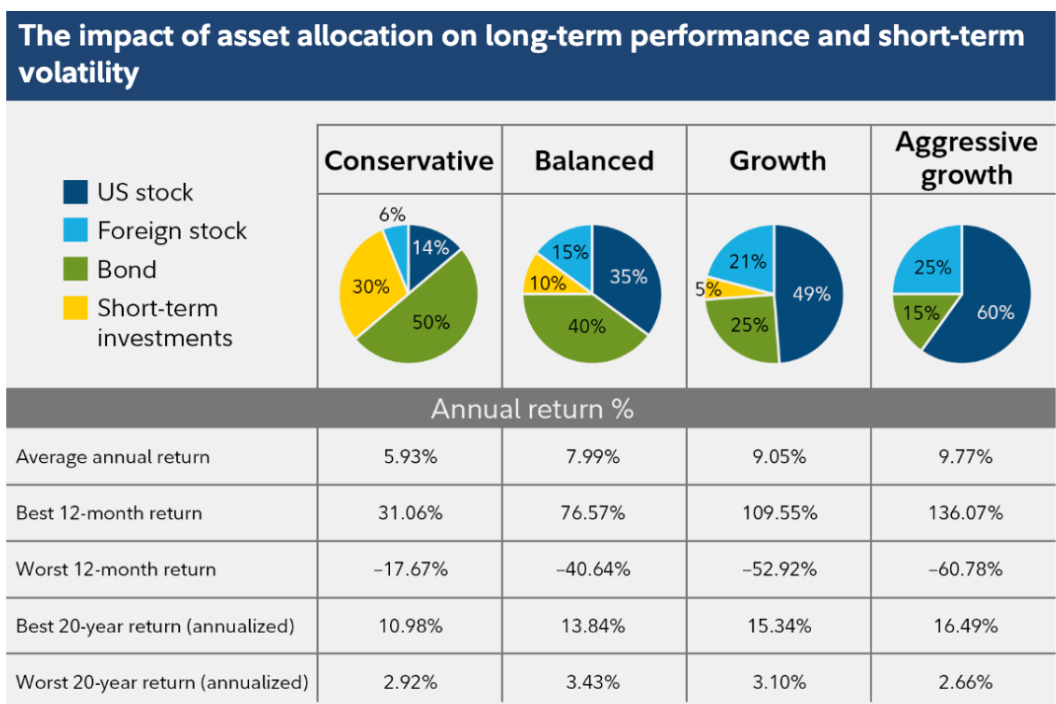 The impact of asset allocation on long-term performance and short-term
volatility
Conservative
Balanced
Growth
Aggressive
growth
US stock
Foreign stock
Bond
Short-term
investments
6%
14%
30%
50%
15%
35%
10%
40%
21%
49%
5%
25%
25%
60%
15%
Annual return %
Average annual return 5.93% 7.99% 9.05% 9.77%
Best 12-month return 31.06% 76.57% 109.55% 136.07%
Worst 12-month return –17.67% –40.64% –52.92% –60.78%
Best 20-year return (annualized) 10.98% 13.84% 15.34% 16.49%
Worst 20-year return (annualized) 2.92% 3.43% 3.10% 2.66%